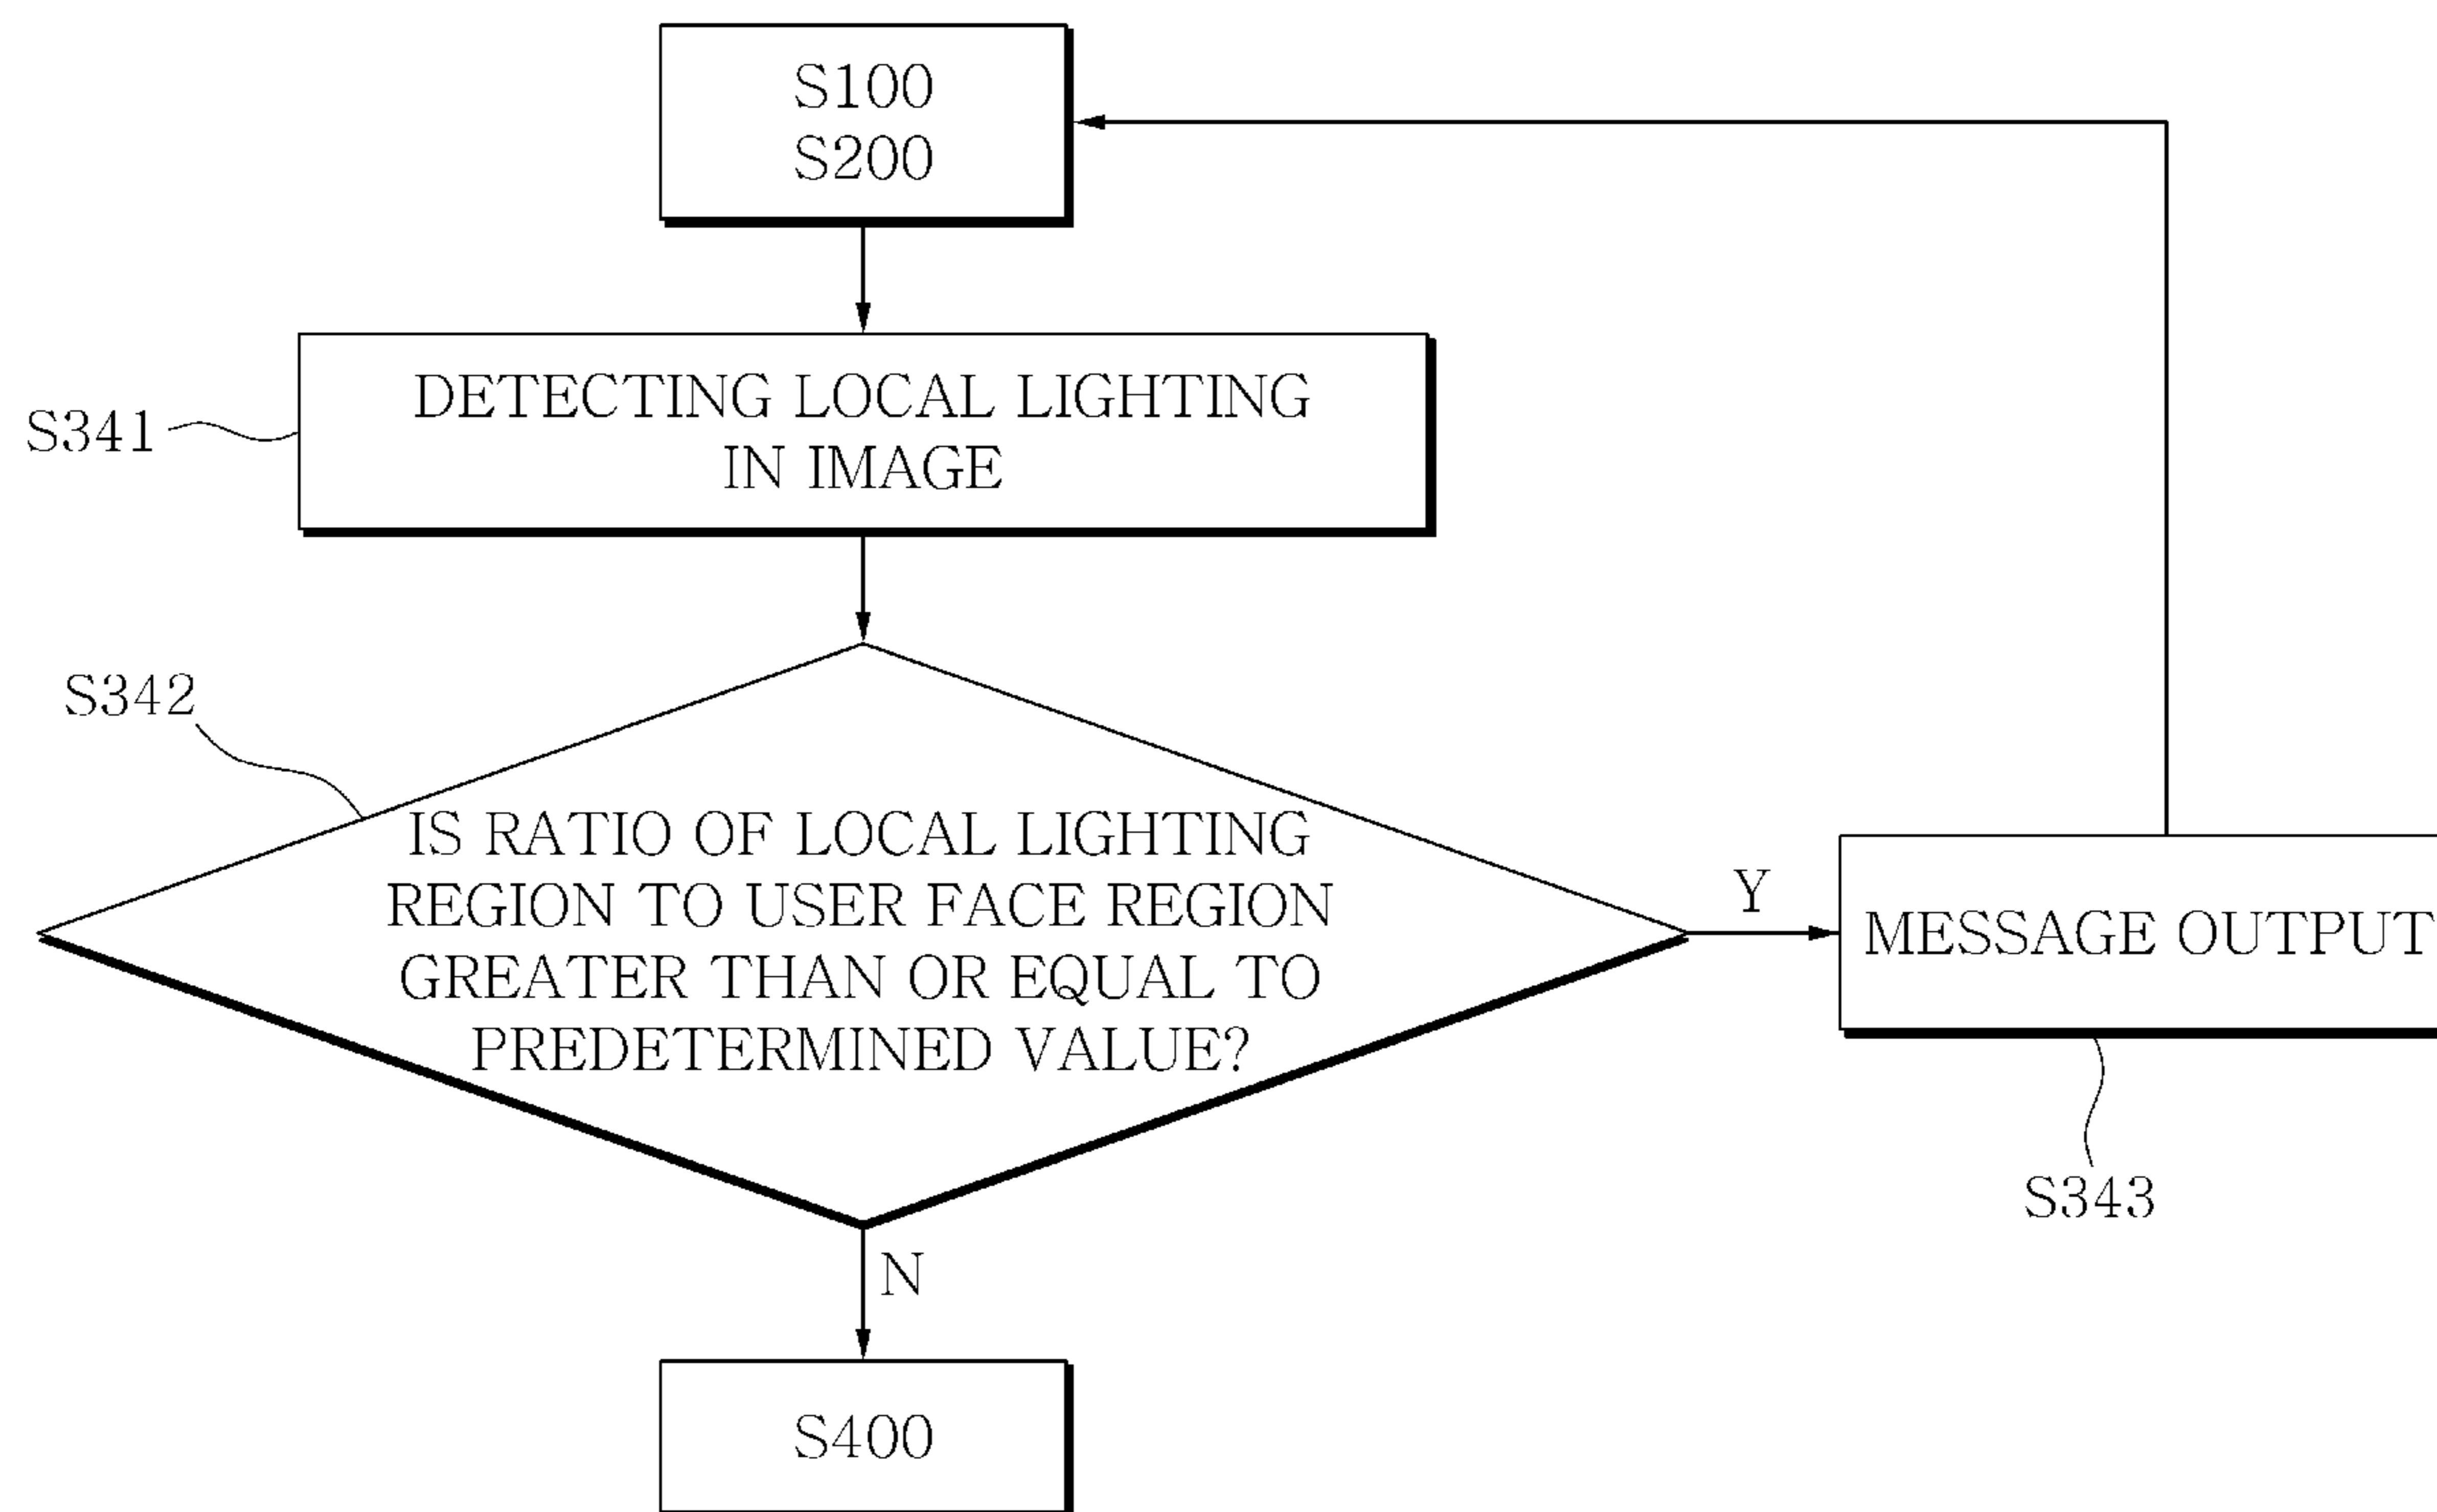 S100
S200
S341
DETECTING LOCAL LIGHTING
IN IMAGE
S342
IS RATIO OF LOCAL LIGHTING
REGION TO USER FACE REGION
GREATER THAN OR EQUAL TO
PREDETERMINED VALUE?
Y
MESSAGE OUTPUT
S343
N
S400